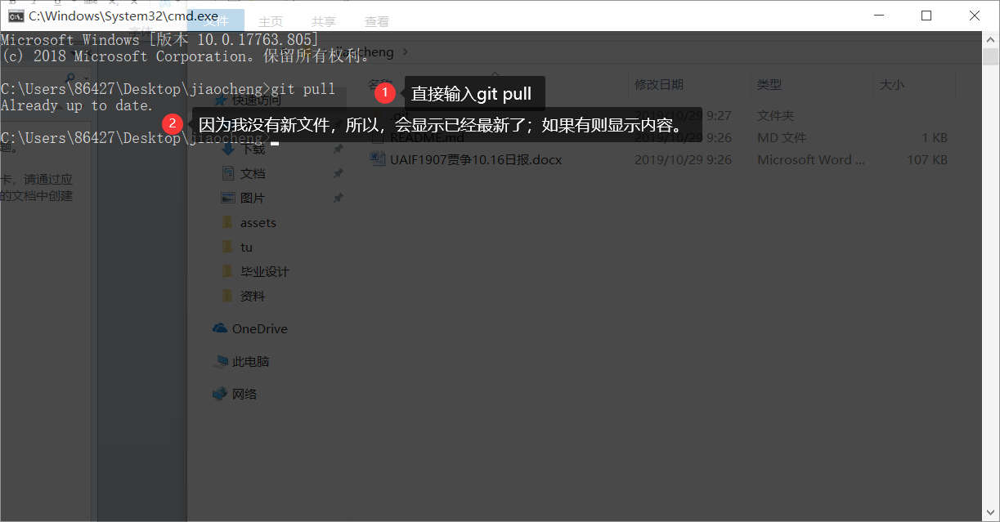 C:\Windows\System32\cmd.exe
文件 主页 共享 查看
字体
Microsoft Windows [版本 10.0.17763.805]
(c) 2018 Microsoft Corporation。保留所有权利。
jiaocheng
C:\Users\86427\Desktop\jiaocheng>git pull
1 直接输入git pull
名称 修改日期 类型 大小
Already up to date.
快速访问
2019/10/29 9:27 文件夹
2 因为我没有新文件，所以，会显示已经最新了；如果有则显示内容。
C:\Users\86427\Desktop\jiaocheng>
README.md 2019/10/29 9:26 MD 文件 1 KB
下载
UAIF1907贾争10.16日报.docx 2019/10/29 9:26 Microsoft Word ... 107 KB
题。
文档
卡，请通过应
的文档中创建
图片
assets
tu
毕业设计
资料
OneDrive
此电脑
网络